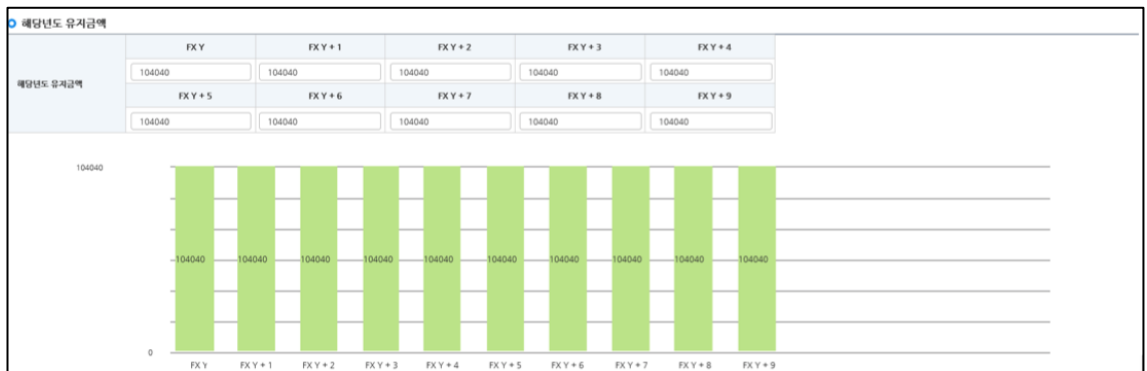 해당년도 유지금액
FX Y FX Y + 1 FX Y + 2 FX Y + 3 FX Y + 4
해당년도 유지금액
104040 104040 104040 104040 104040
FX Y + 5 FX Y + 6 FX Y + 7 FX Y + 8 FX Y + 9
104040 104040 104040 104040 104040
104040
104040 104040 104040 104040 104040 104040 104040 104040 104040 104040
0
FX Y FX Y + 1 FX Y + 2 FX Y + 3 FX Y + 4 FX Y + 5 FX Y + 6 FX Y + 7 FX Y + 8 FX Y + 9